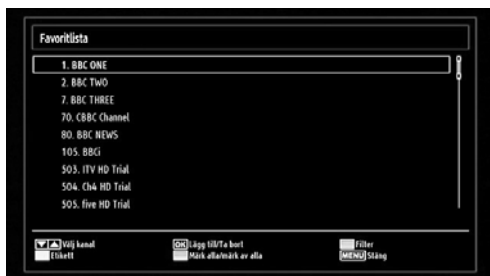 Favoritlista
1. BBC ONE
2. BBC TWO
7. BBC THREE
70. CBBC Channel
80. BBC NEWS
105. BBCi
503. ITV HD Trial
504. Ch4 HD Trial
505. five HD Trial
Välj kanal OK Lägg till/Ta bort Filter
Etikett Märk alla/märk av alla MENU Stäng